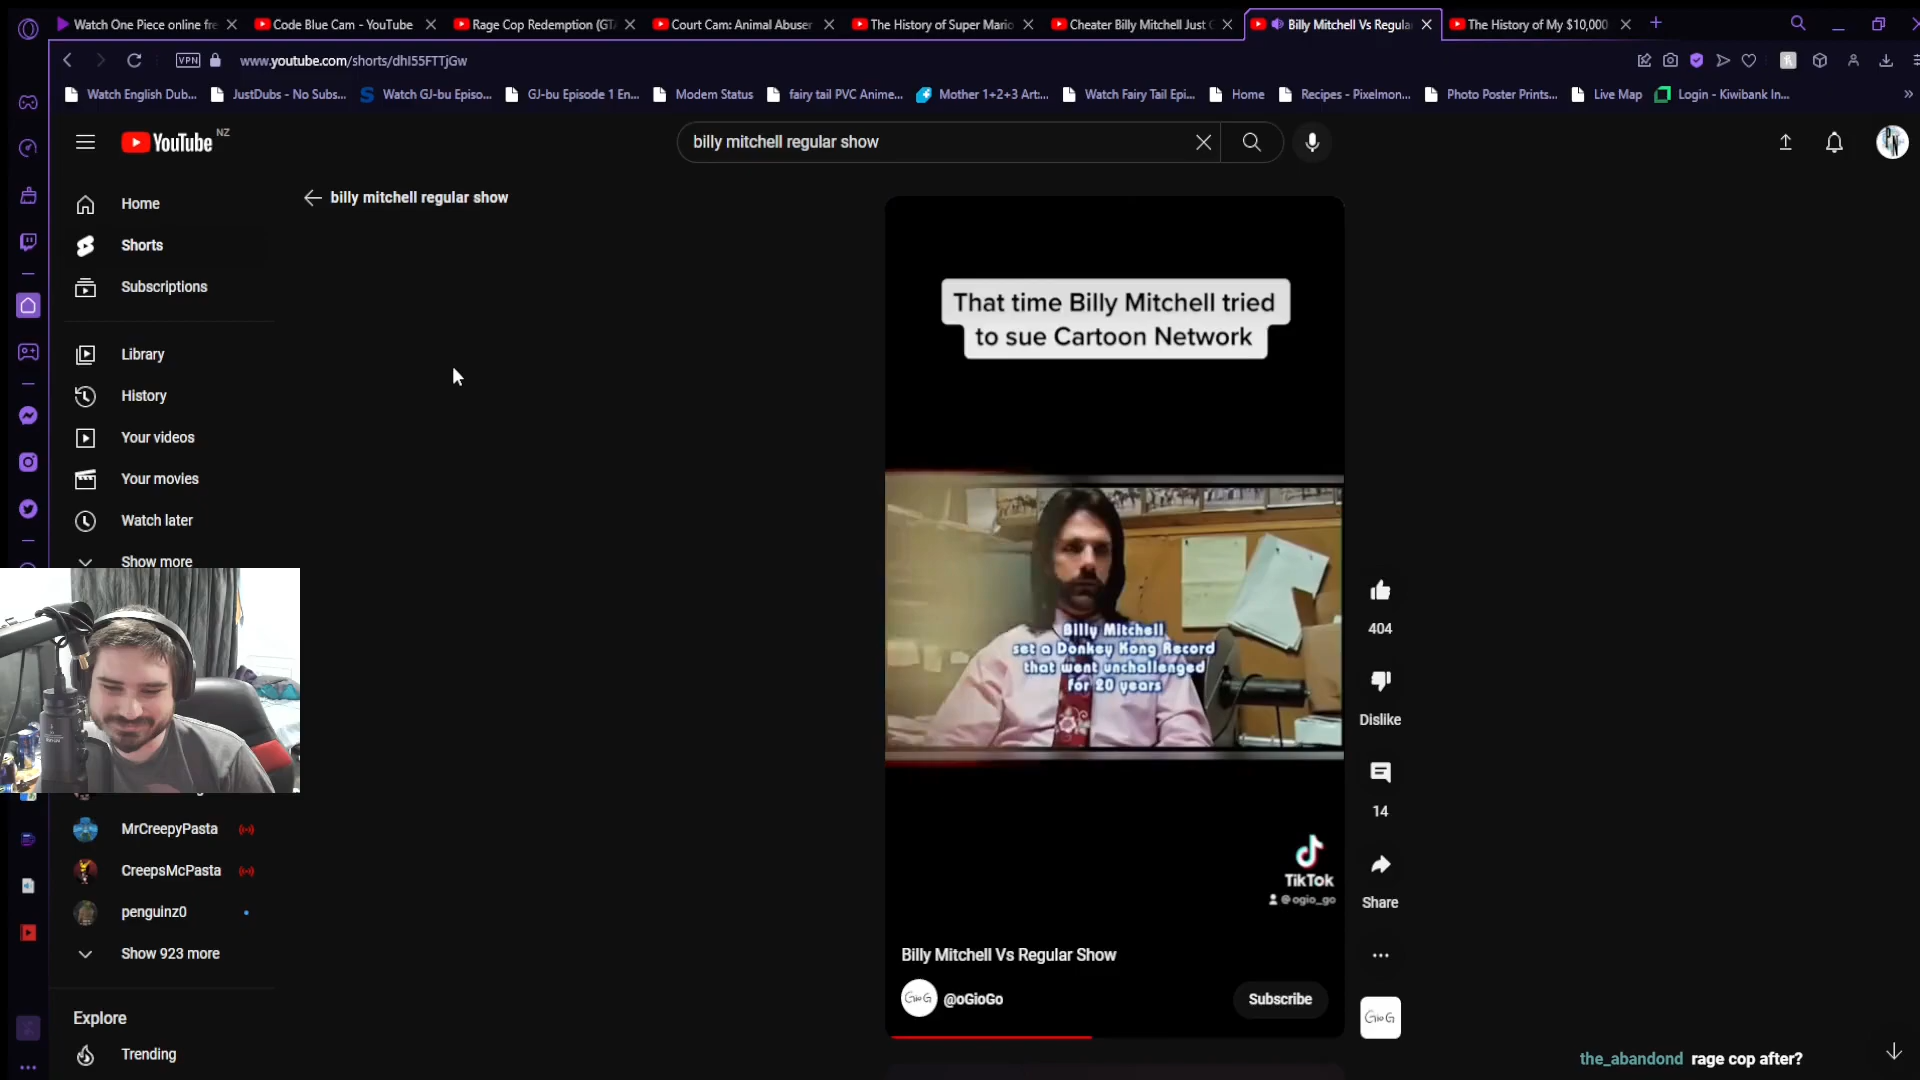 Watch One Piece online fre
Code Blue Cam - YouTube
Rage Cop Redemption (GT
Court Cam: Animal Abuser
The History of Super Mario
Cheater Billy Mitchell Just
Billy Mitchell Vs Regula
The History of My $10,000
VPN
www.youtube.com/shorts/dhI55FTTjGw
Watch English Dub...
JustDubs - No Subs...
Watch GJ-bu Episo...
GJ-bu Episode 1 En...
Modem Status
fairy tail PVC Anime...
Mother 1+2+3 Art:...
Watch Fairy Tail Epi...
Home
Recipes - Pixelmon...
Photo Poster Prints...
Live Map
Login - Kiwibank In...
YouTube NZ
billy mitchell regular show
Home
billy mitchell regular show
Shorts
Subscriptions
Library
History
Your videos
Your movies
Watch later
Show more
MrCreepyPasta
CreepsMcPasta
penguinz0
Show 923 more
Explore
Trending
That time Billy Mitchell tried
to sue Cartoon Network
Billy Mitchell
set a Donkey Kong Record
that went unchallenged
for 20 years
404
Dislike
14
Share
TikTok
@ogio_go
Billy Mitchell Vs Regular Show
GioG
@oGioGo
Subscribe
GioG
the_abandond rage cop after?